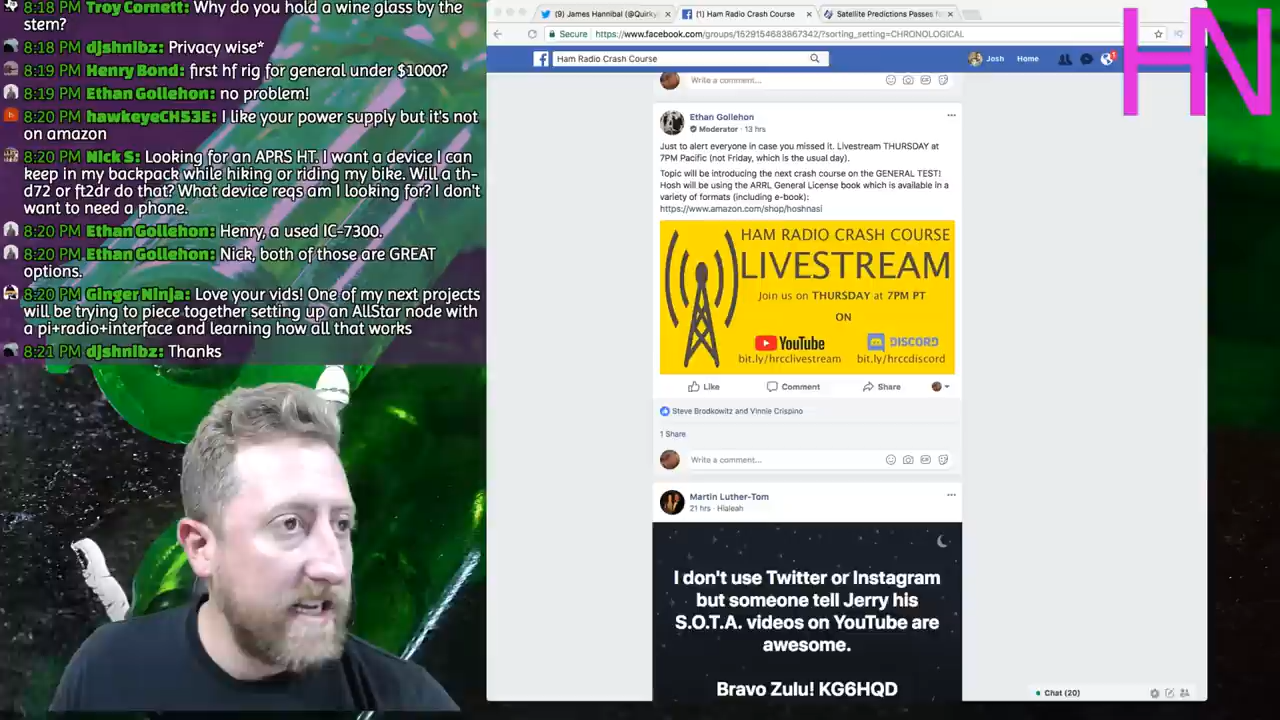 8:18 PM Troy Cornett: Why do you hold a wine glass by the
stem?
8:18 PM djshnibz: Privacy wise*
8:19 PM Henry Bond: first hf rig for general under $1000?
8:19 PM Ethan Gollehon: no problem!
8:20 PM hawkeyeCH53E: I like your power supply but it's not
on amazon
8:20 PM Nick S: Looking for an APRS HT. I want a device I can
keep in my backpack while hiking or riding my bike. Will a th-
d72 or ft2dr do that? What device reqs am I looking for? I don't
want to need a phone.
8:20 PM Ethan Gollehon: Henry, a used IC-7300.
8:20 PM Ethan Gollehon: Nick, both of those are GREAT
options.
8:20 PM Ginger Ninja: Love your vids! One of my next projects
will be trying to piece together setting up an AllStar node with
a pi+radio+interface and learning how all that works
8:21 PM djshnibz: Thanks
(9) James Hannibal (@Quirky
(1) Ham Radio Crash Course
Satellite Predictions Passes fo
Secure https://www.facebook.com/groups/1529154683867342/?sorting_setting=CHRONOLOGICAL
Ham Radio Crash Course
Josh
Home
1
HN
Write a comment...
Ethan Gollehon
Moderator · 13 hrs
Just to alert everyone in case you missed it. Livestream THURSDAY at
7PM Pacific (not Friday, which is the usual day).
Topic will be introducing the next crash course on the GENERAL TEST!
Hosh will be using the ARRL General License book which is available in a
variety of formats (including e-book):
https://www.amazon.com/shop/hoshnasi
HAM RADIO CRASH COURSE
LIVESTREAM
Join us on THURSDAY at 7PM PT
ON
YouTube
DISCORD
bit.ly/hrcclivestream
bit.ly/hrccdiscord
Like
Comment
Share
Steve Brodkowitz and Vinnie Crispino
1 Share
Write a comment...
Martin Luther-Tom
21 hrs · Hialeah
I don't use Twitter or Instagram
but someone tell Jerry his
S.O.T.A. videos on YouTube are
awesome.
Bravo Zulu! KG6HQD
Chat (20)